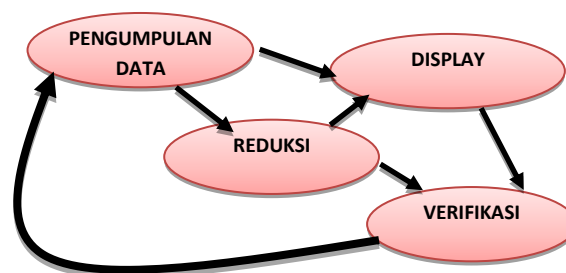 PENGUMPULAN
DATA
DISPLAY
REDUKSI
VERIFIKASI